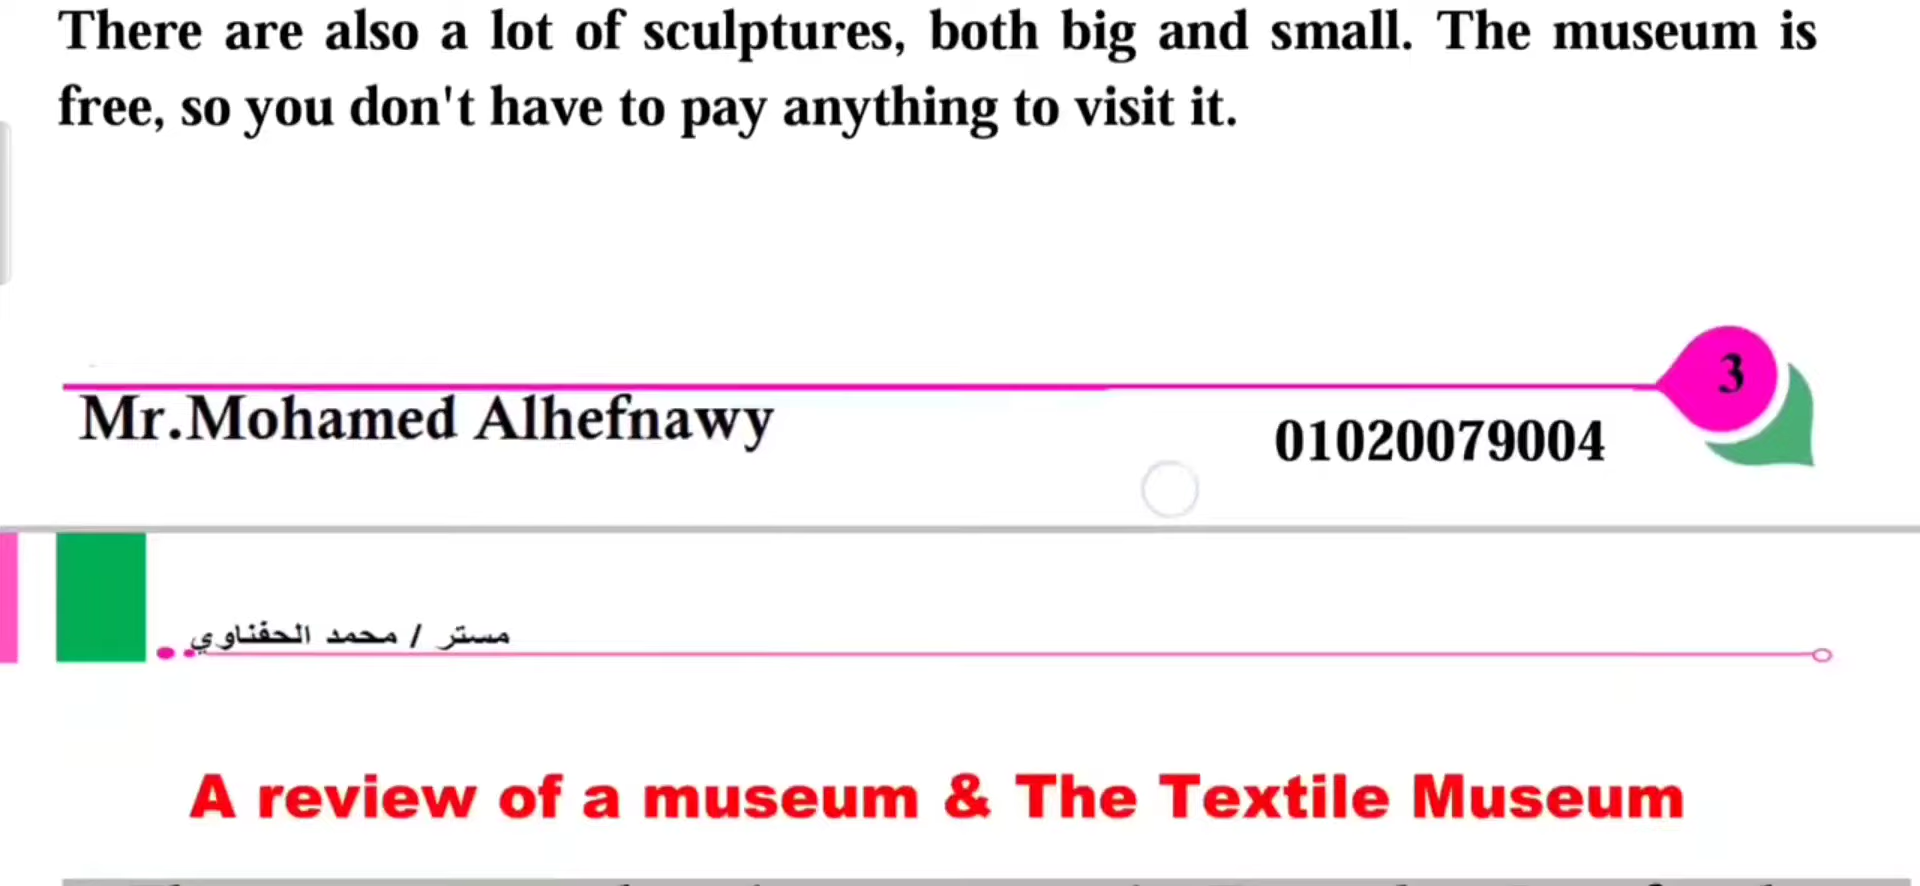 There are also a lot of sculptures, both big and small. The museum is
free, so you don't have to pay anything to visit it.
3
Mr.Mohamed Alhefnawy
01020079004
مستر / محمد الحفناوي
A review of a museum & The Textile Museum